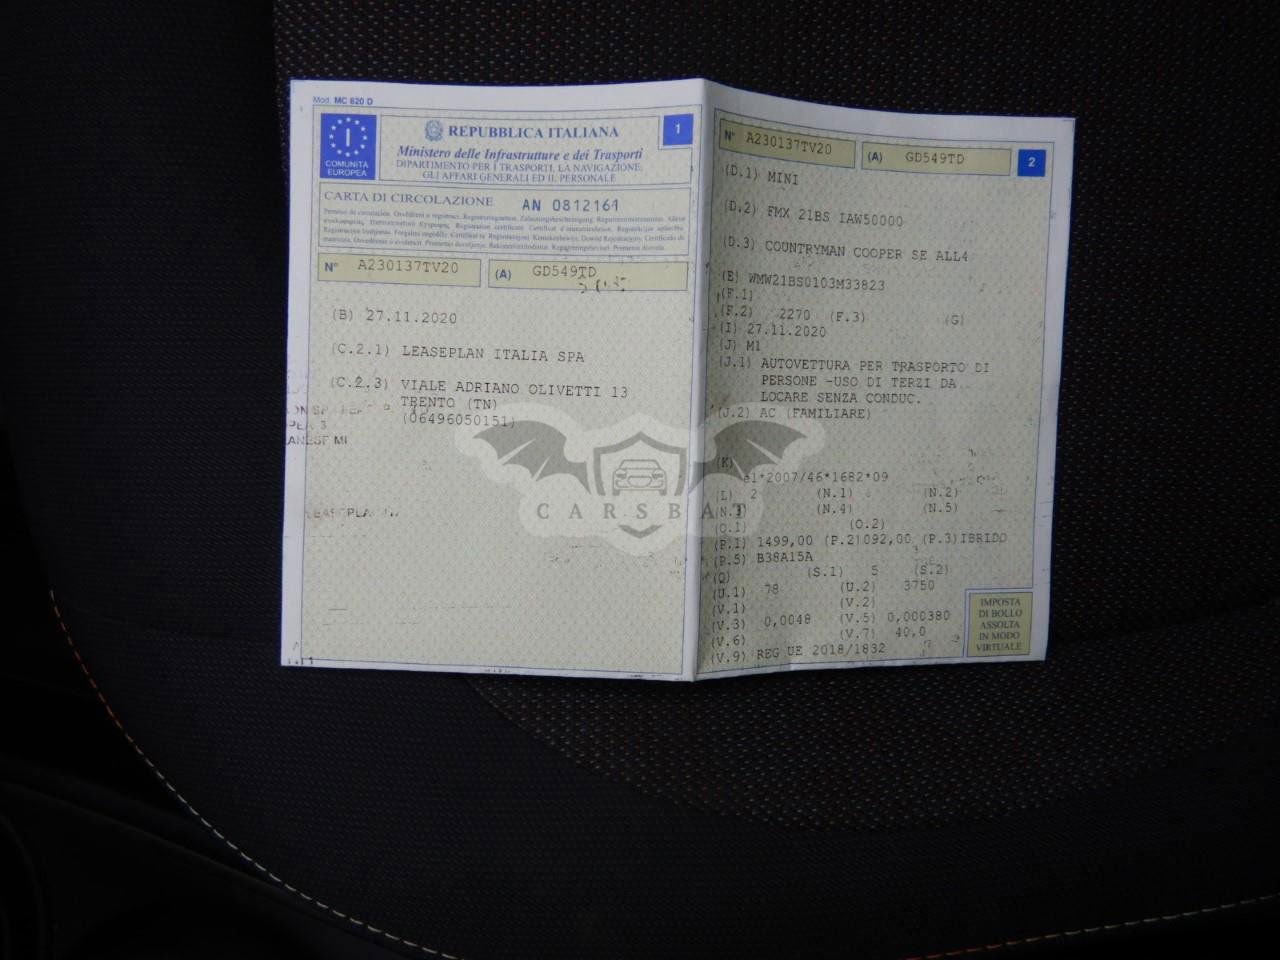 Mod. MC 820 D
I
COMUNITÀ
EUROPEA
REPUBBLICA ITALIANA
1
Ministero delle Infrastrutture e dei Trasporti
DIPARTIMENTO PER I TRASPORTI, LA NAVIGAZIONE,
GLI AFFARI GENERALI ED IL PERSONALE
CARTA DI CIRCOLAZIONE AN 0812161
N° A230137TV20 (A) GD549TD
(B) 27.11.2020
(C.2.1) LEASEPLAN ITALIA SPA
(C.2.3) VIALE ADRIANO OLIVETTI 13
TRENTO (TN)
(06496050151)
N° A230137TV20 (A) GD549TD 2
(D.1) MINI
(D.2) FMX 21BS IAW50000
(D.3) COUNTRYMAN COOPER SE ALL4
(E) WMW21BS0103M33823
(F.1)
(F.2) 2270 (F.3) (G)
(I) 27.11.2020
(J) M1
(J.1) AUTOVETTURA PER TRASPORTO DI
PERSONE -USO DI TERZI DA
LOCARE SENZA CONDUC.
(J.2) AC (FAMILIARE)
(K)
e1*2007/46*1682*09
(L) 2 (N.1) (N.2)
(N.3) (N.4) (N.5)
(O.1) (O.2)
(P.1) 1499,00 (P.2)092,00 (P.3)IBRIDO
(P.5) B38A15A
(Q) (S.1) 5 (S.2)
(U.1) 78 (U.2) 3750
(V.1) (V.2)
(V.3) 0,0048 (V.5) 0,000380
(V.6) (V.7) 40,0
(V.9) REG UE 2018/1832
IMPOSTA
DI BOLLO
ASSOLTA
IN MODO
VIRTUALE
CARSBAT